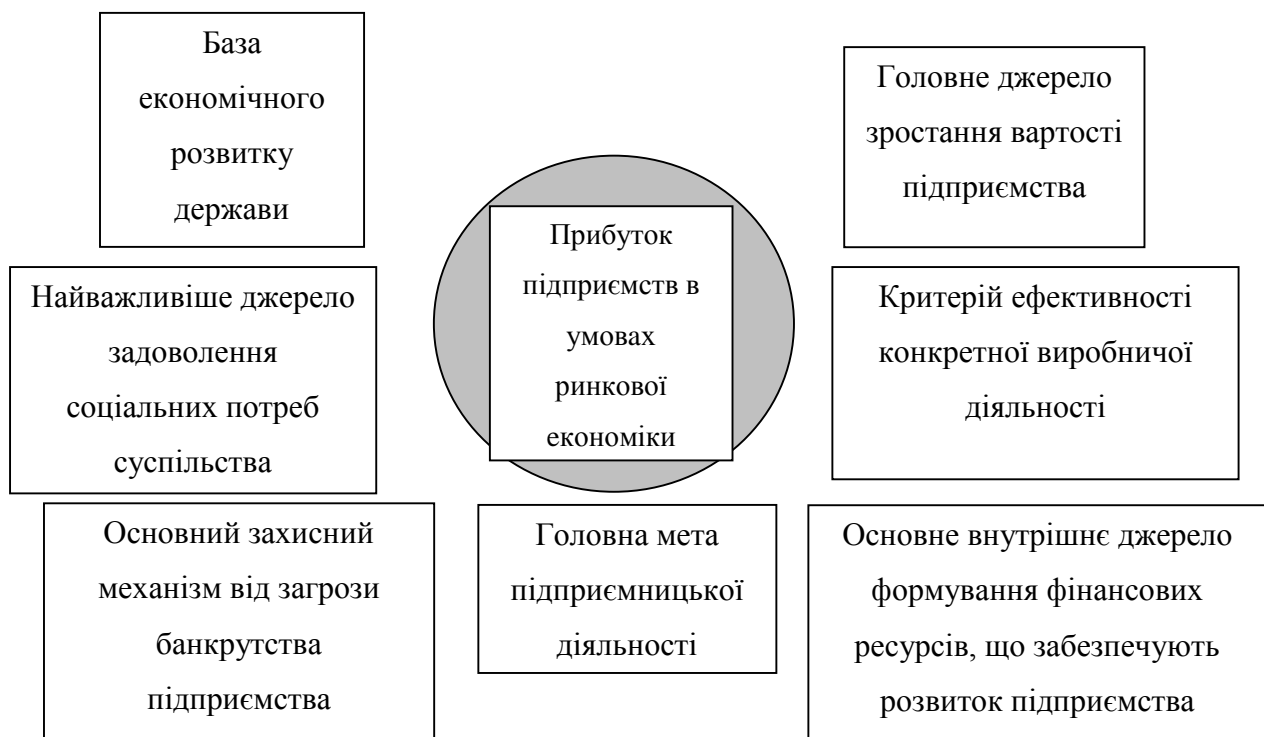 База
економічного
розвитку
держави
Головне джерело
зростання вартості
підприємства
Прибуток
підприємств в
умовах
ринкової
економіки
Найважливіше джерело
задоволення
соціальних потреб
суспільства
Критерій ефективності
конкретної виробничої
діяльності
Основний захисний
механізм від загрози
банкрутства
підприємства
Головна мета
підприємницької
діяльності
Основне внутрішнє джерело
формування фінансових
ресурсів, що забезпечують
розвиток підприємства